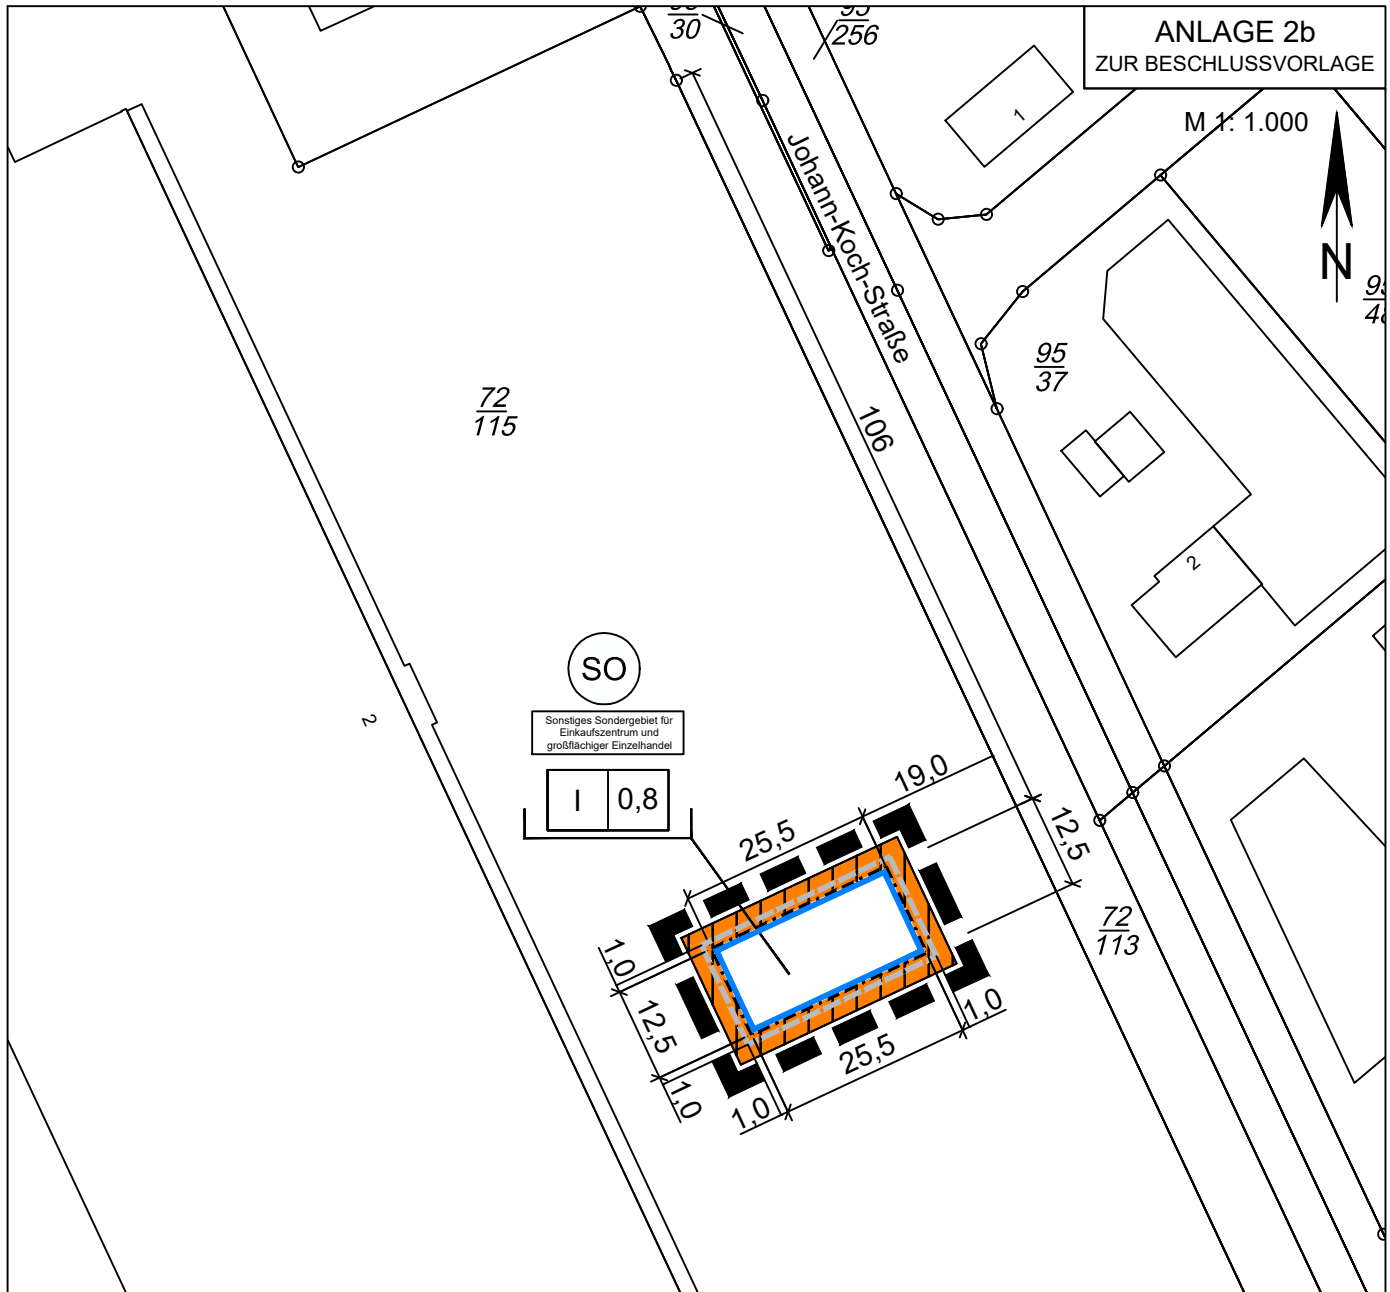 30
95
256
ANLAGE 2b
ZUR BESCHLUSSVORLAGE
M 1: 1.000
N
1
Johann-Koch-Straße
95
37
72
115
106
2
2
SO
Sonstiges Sondergebiet für
Einkaufszentrum und
großflächiger Einzelhandel
I
0,8
19,0
25,5
12,5
72
113
1,0
12,5
1,0
1,0
25,5
1,0